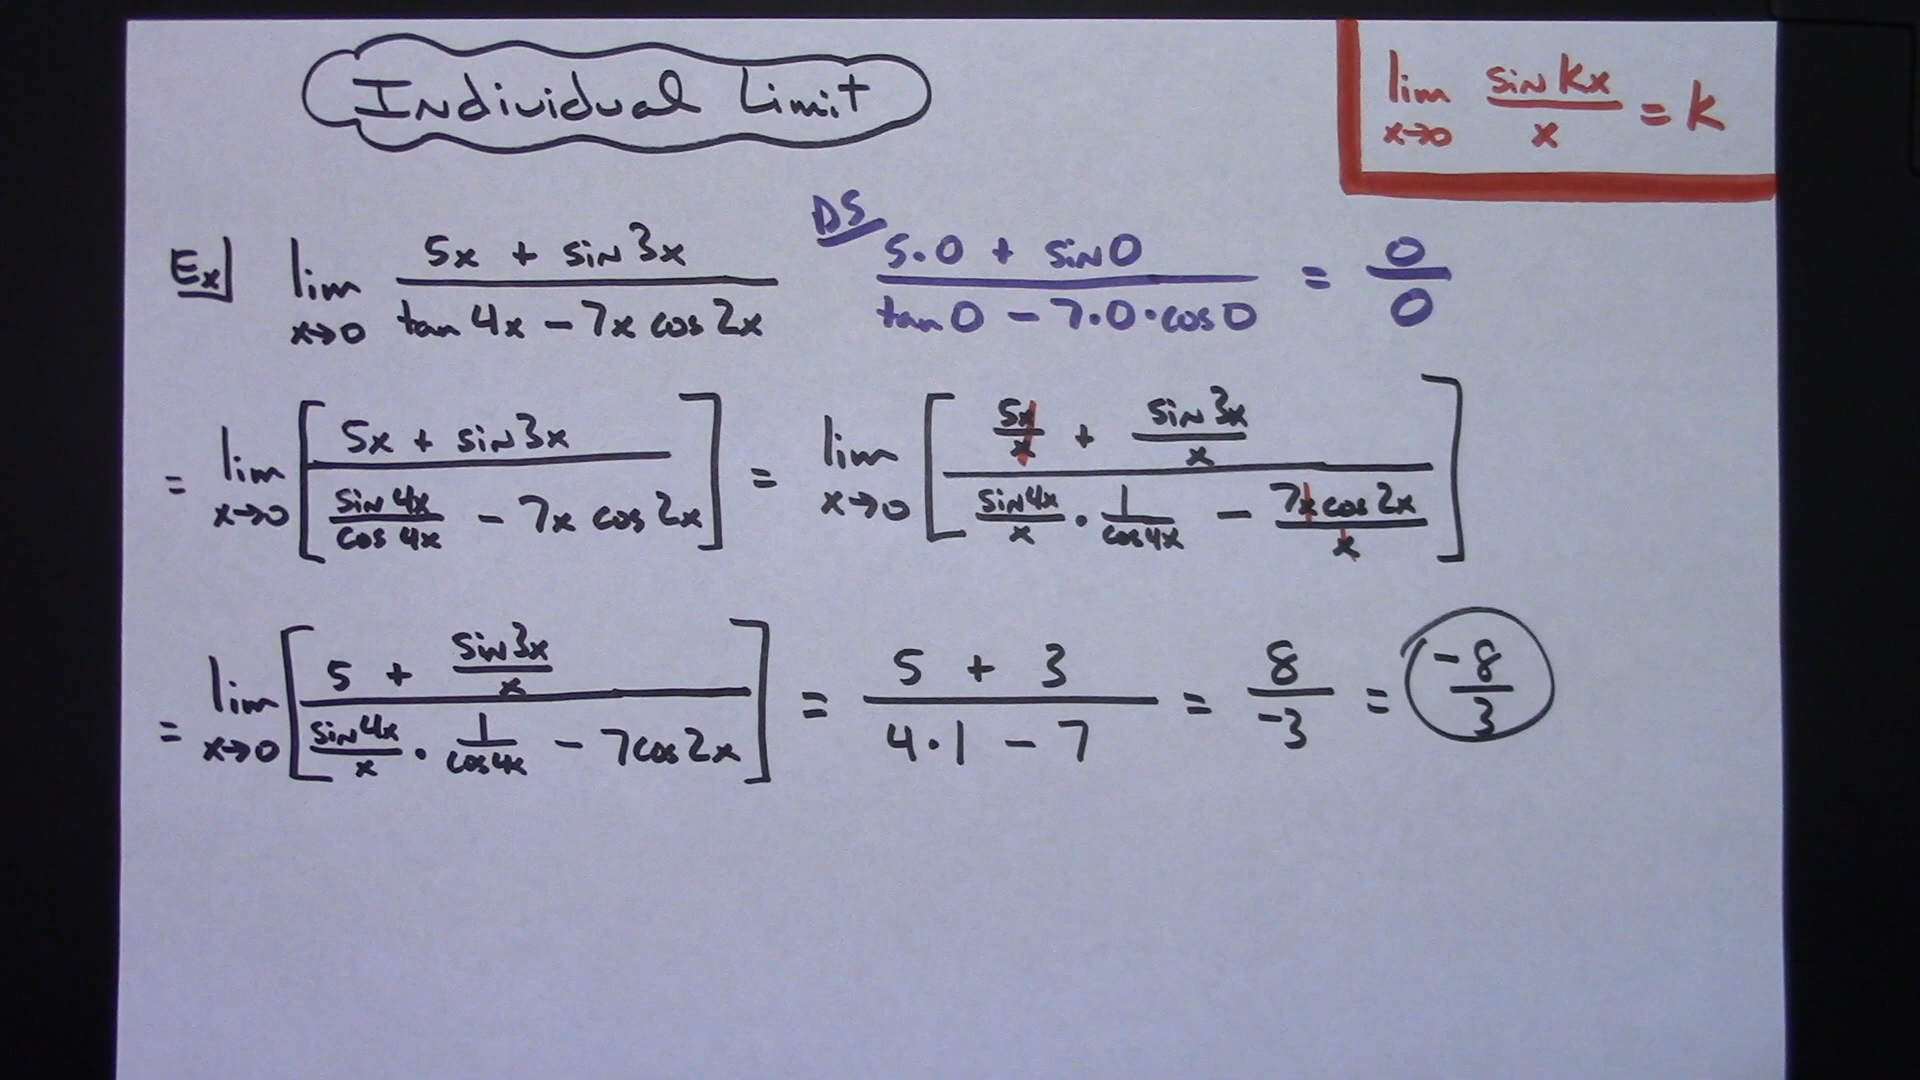 Individual Limit
lim x→0 sin kx / x = k
Ex lim x→0 (5x + sin 3x) / (tan 4x − 7x cos 2x)
DS (5·0 + sin 0) / (tan 0 − 7·0·cos 0) = 0/0
= lim x→0 [ (5x + sin 3x) / (sin 4x / cos 4x − 7x cos 2x) ] = lim x→0 [ (5x/x + sin 3x / x) / (sin 4x / x · 1 / cos 4x − 7x cos 2x / x) ]
= lim x→0 [ (5 + sin 3x / x) / (sin 4x / x · 1 / cos 4x − 7 cos 2x) ] = (5 + 3) / (4·1 − 7) = 8 / −3 = −8/3